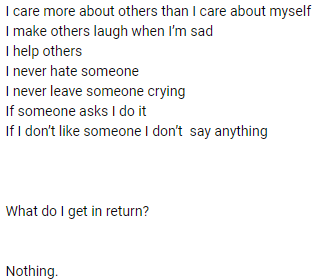 I care more about others than I care about myself
I make others laugh when I'm sad
I help others
I never hate someone
I never leave someone crying
If someone asks I do it
If I don't like someone I don't  say anything
What do I get in return?
Nothing.